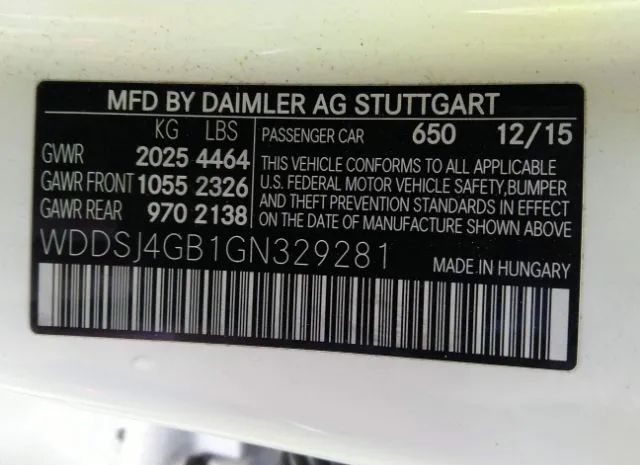 MFD BY DAIMLER AG STUTTGART
KG LBS
GVWR 2025 4464
GAWR FRONT 1055 2326
GAWR REAR 970 2138
PASSENGER CAR 650 12/15
THIS VEHICLE CONFORMS TO ALL APPLICABLE
U.S. FEDERAL MOTOR VEHICLE SAFETY,BUMPER
AND THEFT PREVENTION STANDARDS IN EFFECT
ON THE DATE OF MANUFACTURE SHOWN ABOVE
WDDSJ4GB1GN329281
MADE IN HUNGARY